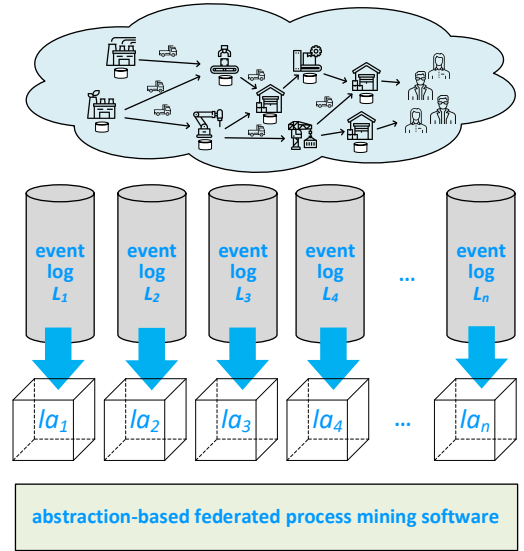 event event event event event
log log log log log
L1 L2 L3 L4 ... Ln
la1 la2 la3 la4 ... lan
abstraction-based federated process mining software